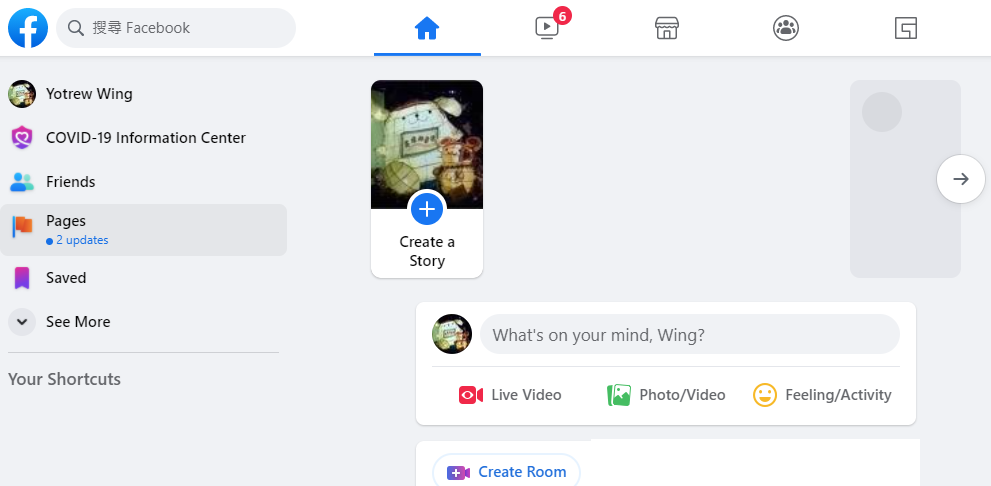 搜尋 Facebook
6
Yotrew Wing
COVID-19 Information Center
Friends
Pages
2 updates
Saved
See More
Your Shortcuts
Create a
Story
What's on your mind, Wing?
Live Video
Photo/Video
Feeling/Activity
Create Room